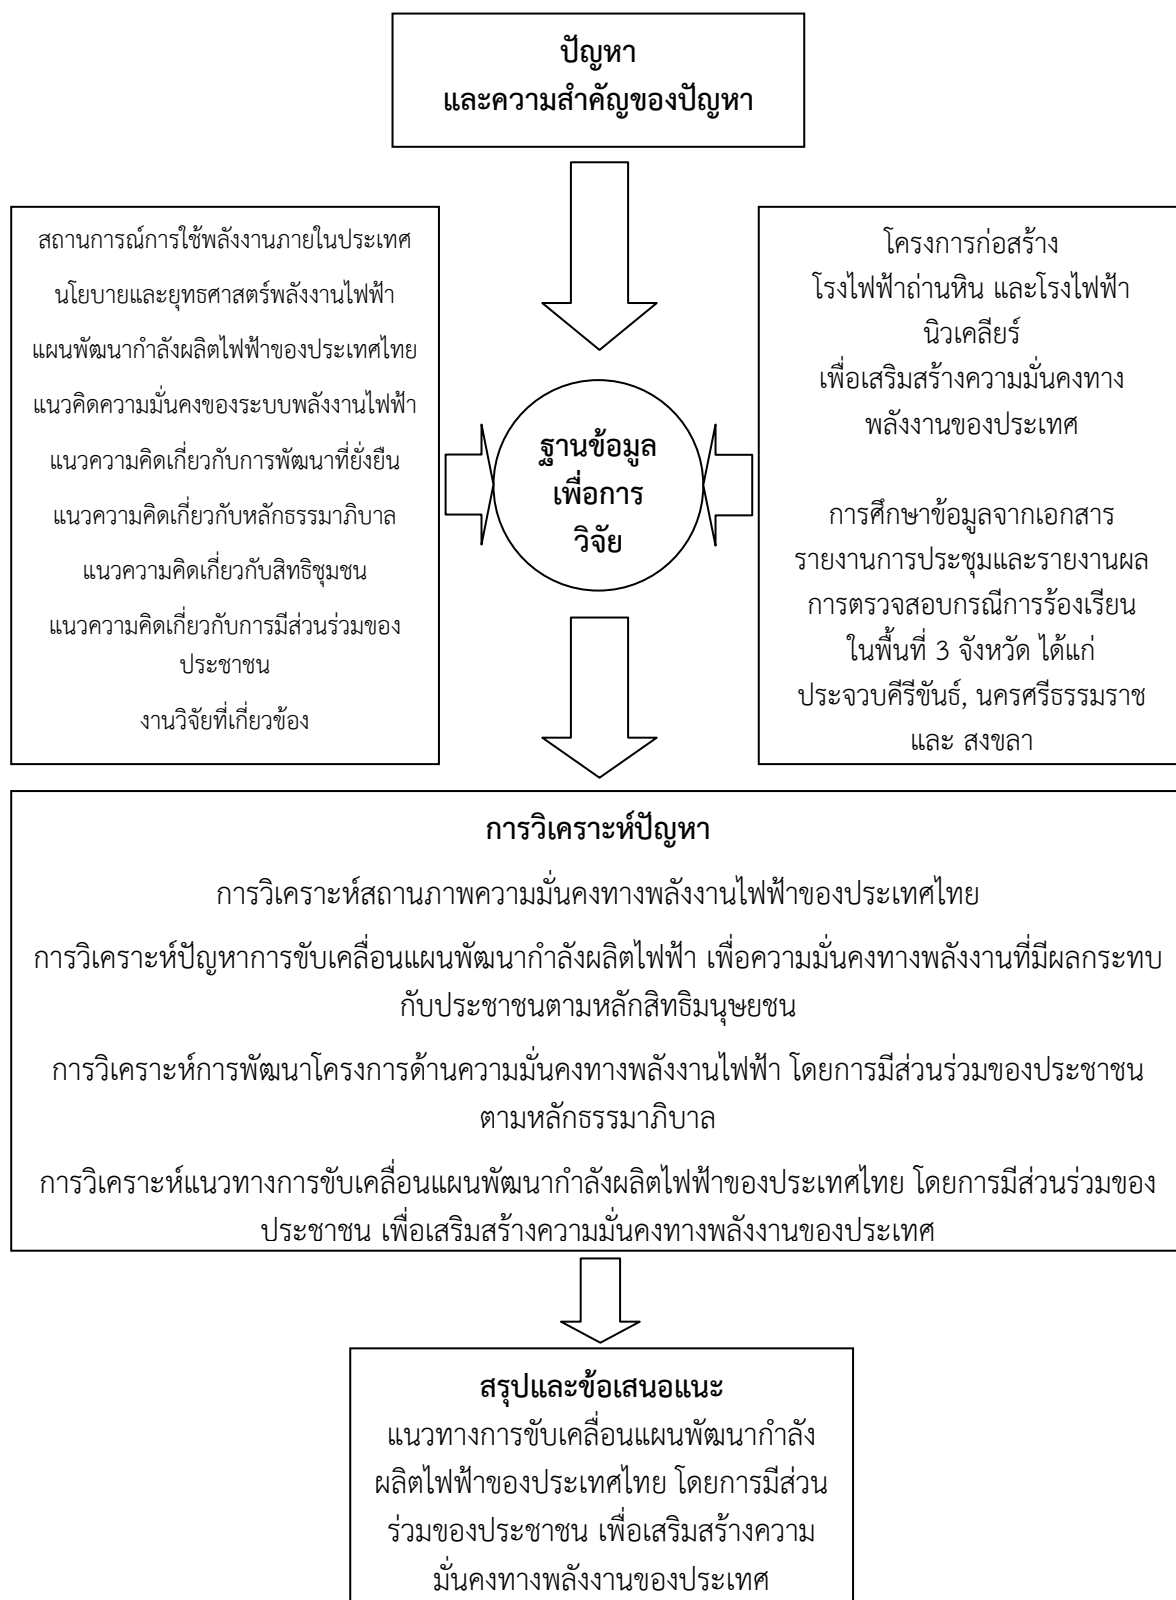 ปัญหา
และความสำคัญของปัญหา
สถานการณ์การใช้พลังงานภายในประเทศ
นโยบายและยุทธศาสตร์พลังงานไฟฟ้า
แผนพัฒนากำลังผลิตไฟฟ้าของประเทศไทย
แนวคิดความมั่นคงของระบบพลังงานไฟฟ้า
แนวความคิดเกี่ยวกับการพัฒนาที่ยั่งยืน
แนวความคิดเกี่ยวกับหลักธรรมาภิบาล
แนวความคิดเกี่ยวกับสิทธิชุมชน
แนวความคิดเกี่ยวกับการมีส่วนร่วมของ
ประชาชน
งานวิจัยที่เกี่ยวข้อง
ฐานข้อมูล
เพื่อการ
วิจัย
โครงการก่อสร้าง
โรงไฟฟ้าถ่านหิน และโรงไฟฟ้า
นิวเคลียร์
เพื่อเสริมสร้างความมั่นคงทาง
พลังงานของประเทศ
การศึกษาข้อมูลจากเอกสาร
รายงานการประชุมและรายงานผล
การตรวจสอบกรณีการร้องเรียน
ในพื้นที่ 3 จังหวัด ได้แก่
ประจวบคีรีขันธ์, นครศรีธรรมราช
และ สงขลา
การวิเคราะห์ปัญหา
การวิเคราะห์สถานภาพความมั่นคงทางพลังงานไฟฟ้าของประเทศไทย
การวิเคราะห์ปัญหาการขับเคลื่อนแผนพัฒนากำลังผลิตไฟฟ้า เพื่อความมั่นคงทางพลังงานที่มีผลกระทบ
กับประชาชนตามหลักสิทธิมนุษยชน
การวิเคราะห์การพัฒนาโครงการด้านความมั่นคงทางพลังงานไฟฟ้า โดยการมีส่วนร่วมของประชาชน
ตามหลักธรรมาภิบาล
การวิเคราะห์แนวทางการขับเคลื่อนแผนพัฒนากำลังผลิตไฟฟ้าของประเทศไทย โดยการมีส่วนร่วมของ
ประชาชน เพื่อเสริมสร้างความมั่นคงทางพลังงานของประเทศ
สรุปและข้อเสนอแนะ
แนวทางการขับเคลื่อนแผนพัฒนากำลัง
ผลิตไฟฟ้าของประเทศไทย โดยการมีส่วน
ร่วมของประชาชน เพื่อเสริมสร้างความ
มั่นคงทางพลังงานของประเทศ